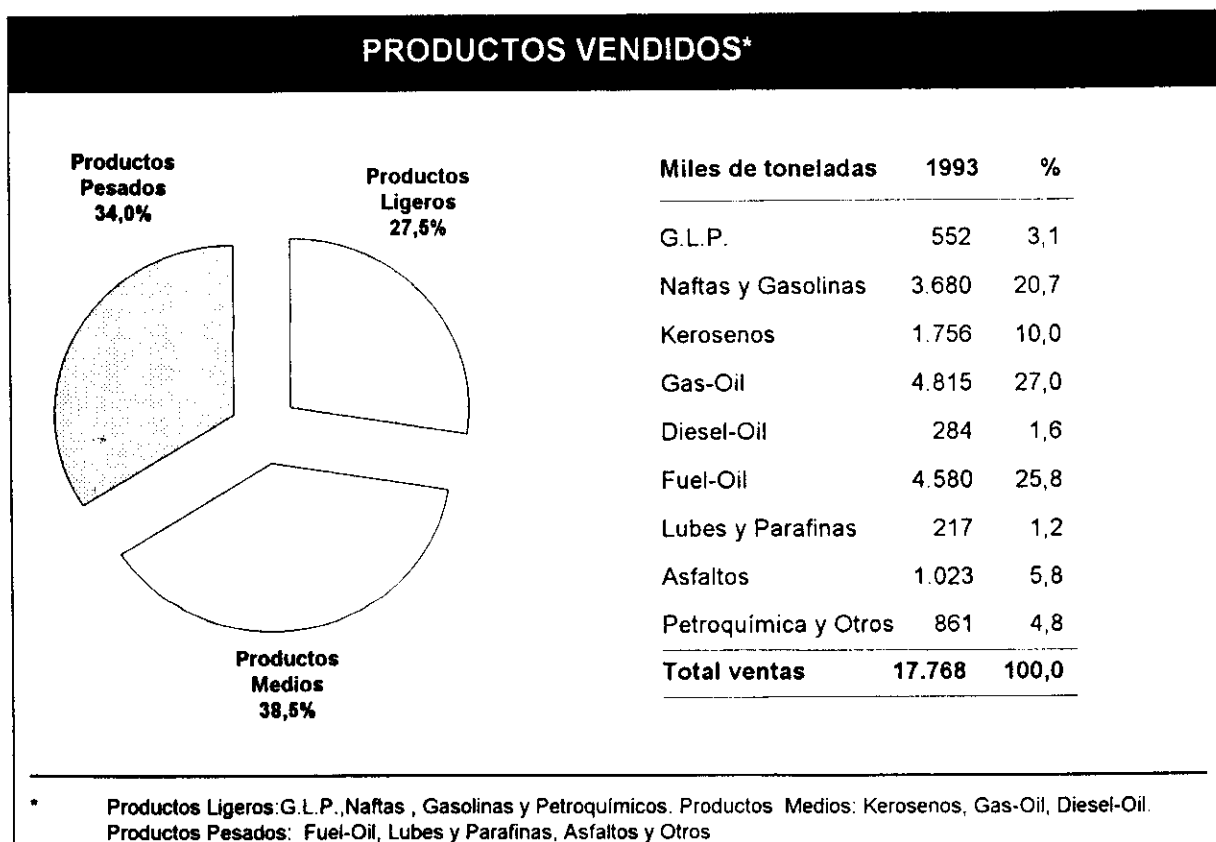 PRODUCTOS VENDIDOS*
Productos
Pesados
34,0%
Productos
Ligeros
27,5%
Productos
Medios
38,5%
Miles de toneladas 1993 %
G.L.P. 552 3,1
Naftas y Gasolinas 3.680 20,7
Kerosenos 1.756 10,0
Gas-Oil 4.815 27,0
Diesel-Oil 284 1,6
Fuel-Oil 4.580 25,8
Lubes y Parafinas 217 1,2
Asfaltos 1.023 5,8
Petroquímica y Otros 861 4,8
Total ventas 17.768 100,0
* Productos Ligeros:G.L.P.,Naftas , Gasolinas y Petroquímicos. Productos Medios: Kerosenos, Gas-Oil, Diesel-Oil.
Productos Pesados: Fuel-Oil, Lubes y Parafinas, Asfaltos y Otros